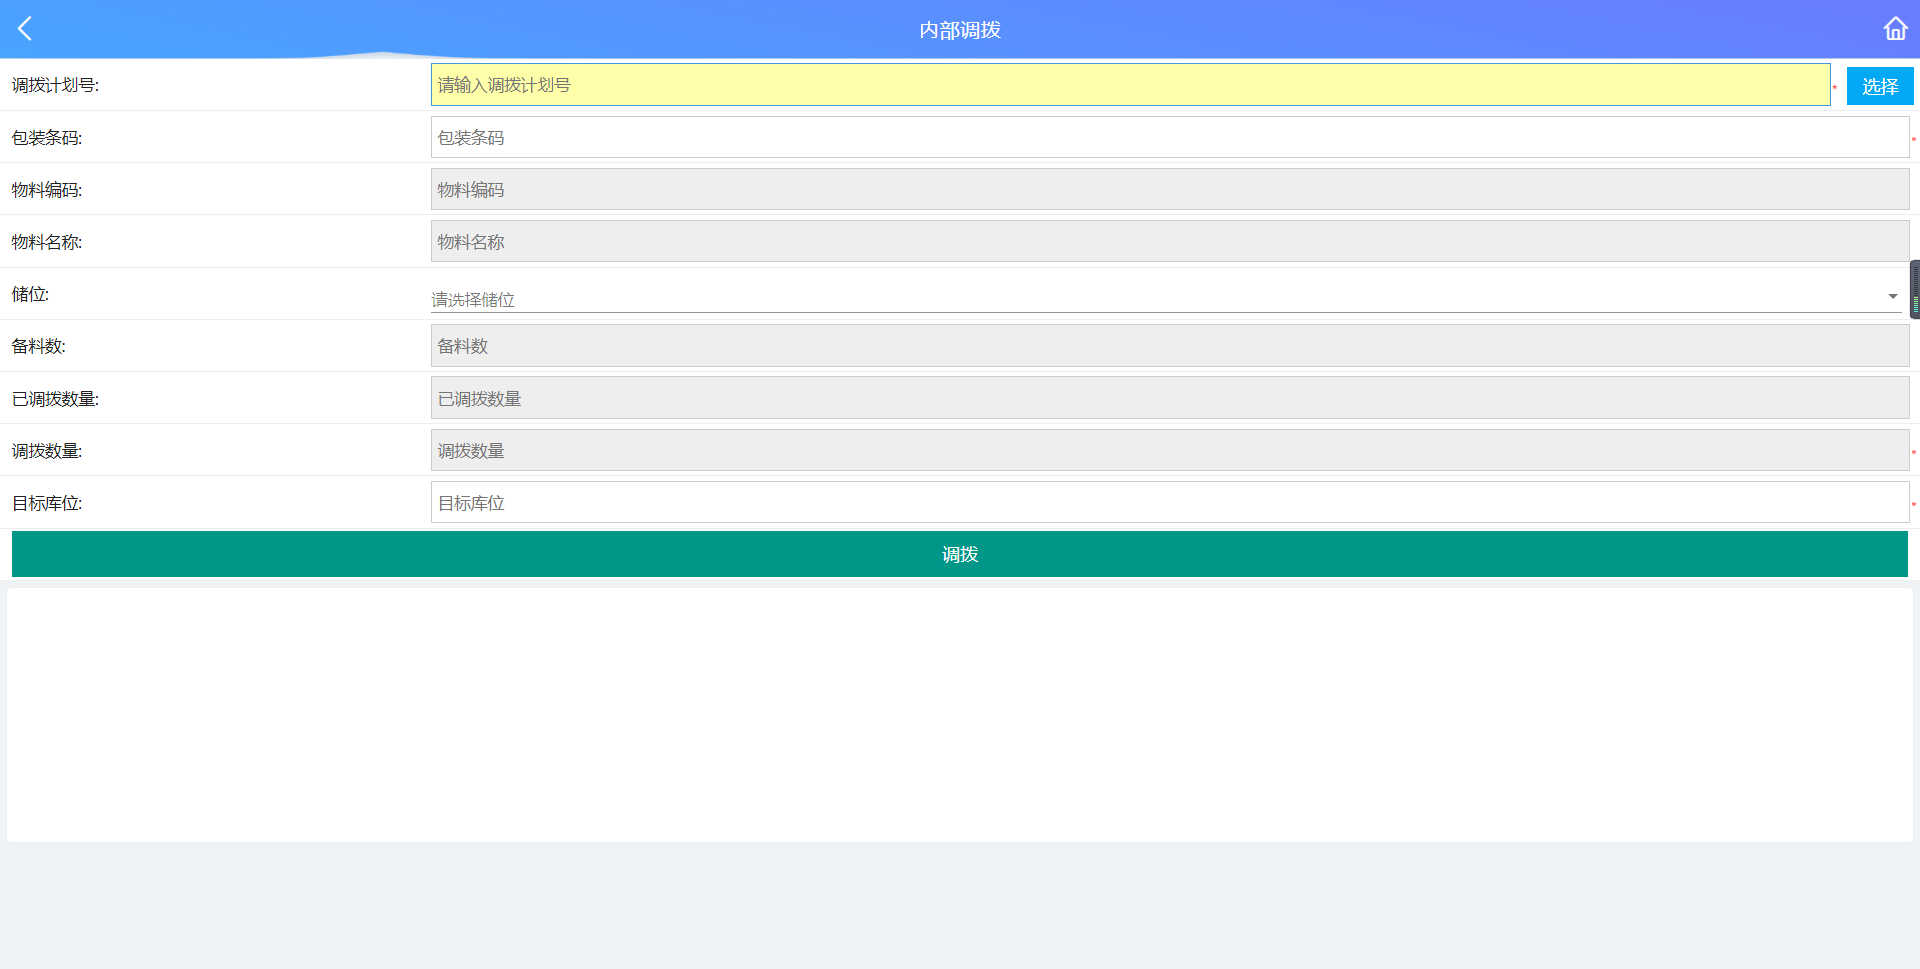 内部调拨
调拨计划号: 请输入调拨计划号 * 选择
包装条码: 包装条码 *
物料编码: 物料编码
物料名称: 物料名称
储位: 请选择储位
备料数: 备料数
已调拨数量: 已调拨数量
调拨数量: 调拨数量 *
目标库位: 目标库位 *
调拨